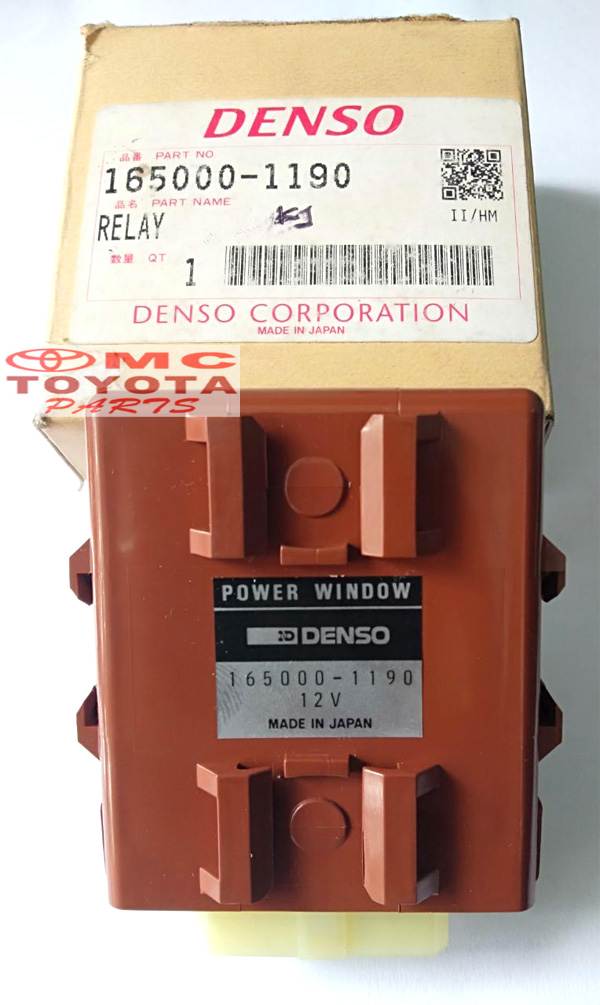 DENSO
品番 PART NO
165000-1190
品名 PART NAME
RELAY
II/HM
数量 QT
1
DENSO CORPORATION
MADE IN JAPAN
MC
TOYOTA
PARTS
POWER WINDOW
DENSO
165000-1190
12V
MADE IN JAPAN